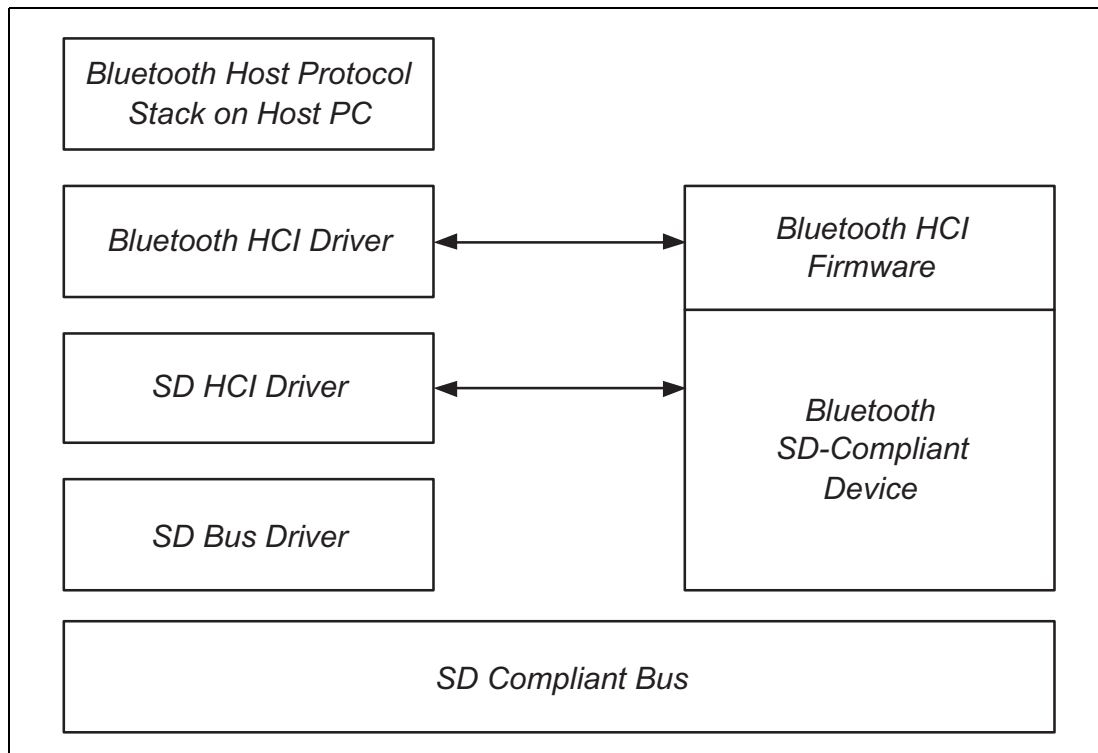 Bluetooth Host Protocol
Stack on Host PC
Bluetooth HCI Driver
Bluetooth HCI
Firmware
SD HCI Driver
Bluetooth
SD-Compliant
Device
SD Bus Driver
SD Compliant Bus